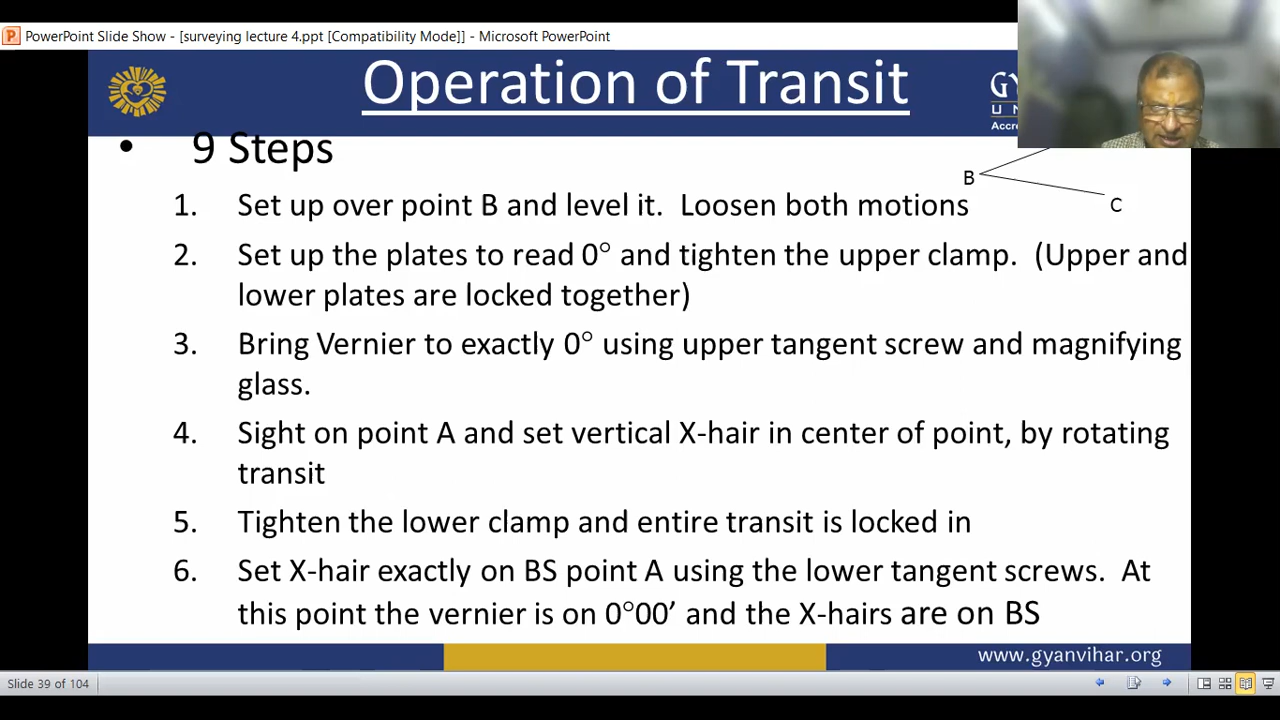 PowerPoint Slide Show - [surveying lecture 4.ppt [Compatibility Mode]] - Microsoft PowerPoint
Operation of Transit
• 9 Steps
B
C
1. Set up over point B and level it. Loosen both motions
2. Set up the plates to read 0° and tighten the upper clamp. (Upper and
lower plates are locked together)
3. Bring Vernier to exactly 0° using upper tangent screw and magnifying
glass.
4. Sight on point A and set vertical X-hair in center of point, by rotating
transit
5. Tighten the lower clamp and entire transit is locked in
6. Set X-hair exactly on BS point A using the lower tangent screws. At
this point the vernier is on 0°00’ and the X-hairs are on BS
www.gyanvihar.org
Slide 39 of 104